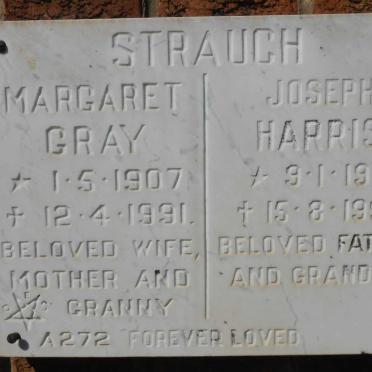 STRAUCH
MARGARET
GRAY
* 1·5·1907
✝ 12·4·1991.
BELOVED WIFE,
MOTHER AND
GRANNY
JOSEPH
HARRIS
* 9·1·19
✝ 15·8·199
BELOVED FAT
AND GRAND
A272 FOREVER LOVED